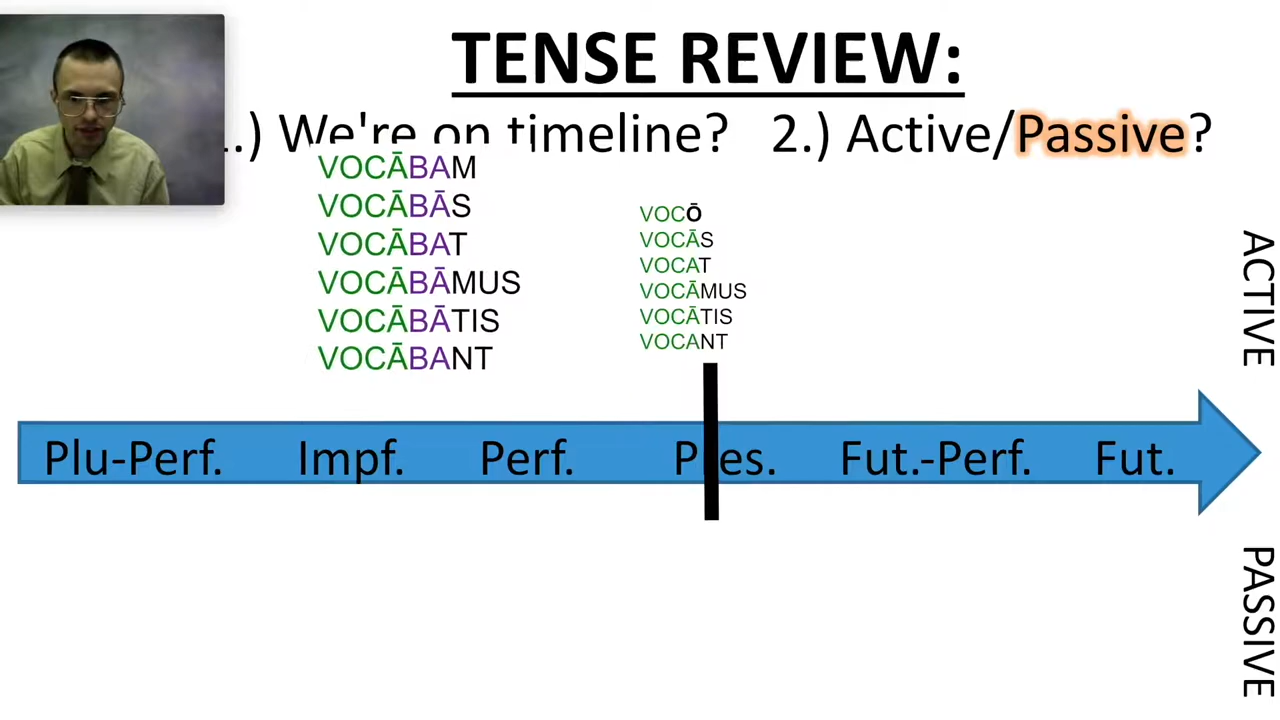 TENSE REVIEW:
.) We're on timeline? 2.) Active/Passive?
VOCĀBAM
VOCĀBĀS
VOCĀBAT
VOCĀBĀMUS
VOCĀBĀTIS
VOCĀBANT
VOCŌ
VOCĀS
VOCAT
VOCĀMUS
VOCĀTIS
VOCANT
ACTIVE
Plu-Perf. Impf. Perf. Pres. Fut.-Perf. Fut.
PASSIVE